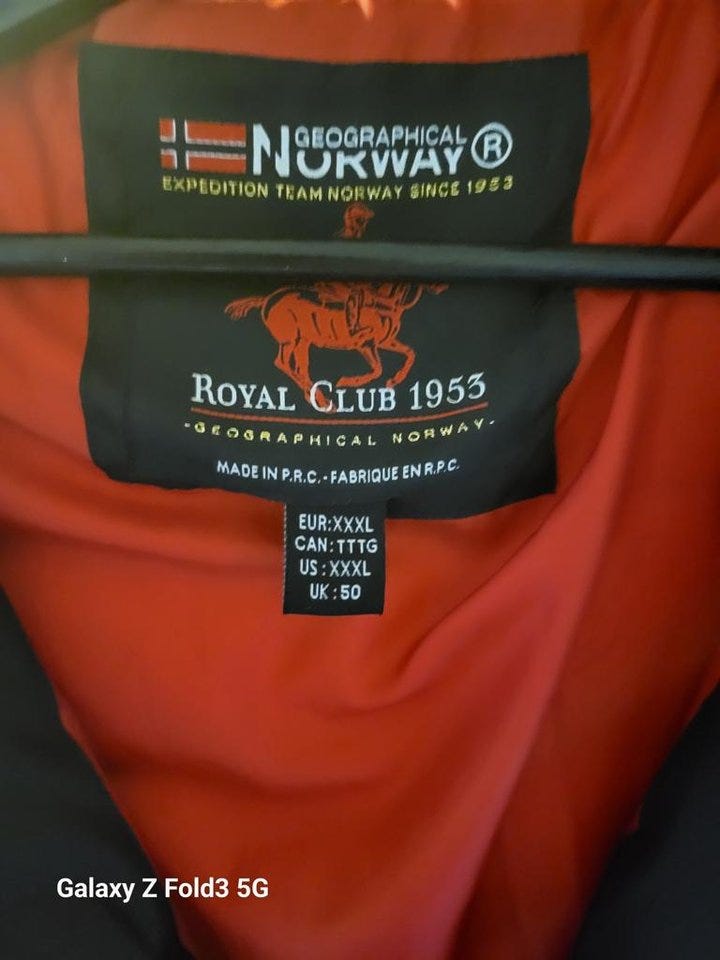 GEOGRAPHICAL
NORWAY ®
EXPEDITION TEAM NORWAY SINCE 1953
ROYAL CLUB 1953
-GEOGRAPHICAL NORWAY-
MADE IN P.R.C.-FABRIQUE EN R.P.C.
EUR:XXXL
CAN:TTTG
US:XXXL
UK:50
Galaxy Z Fold3 5G